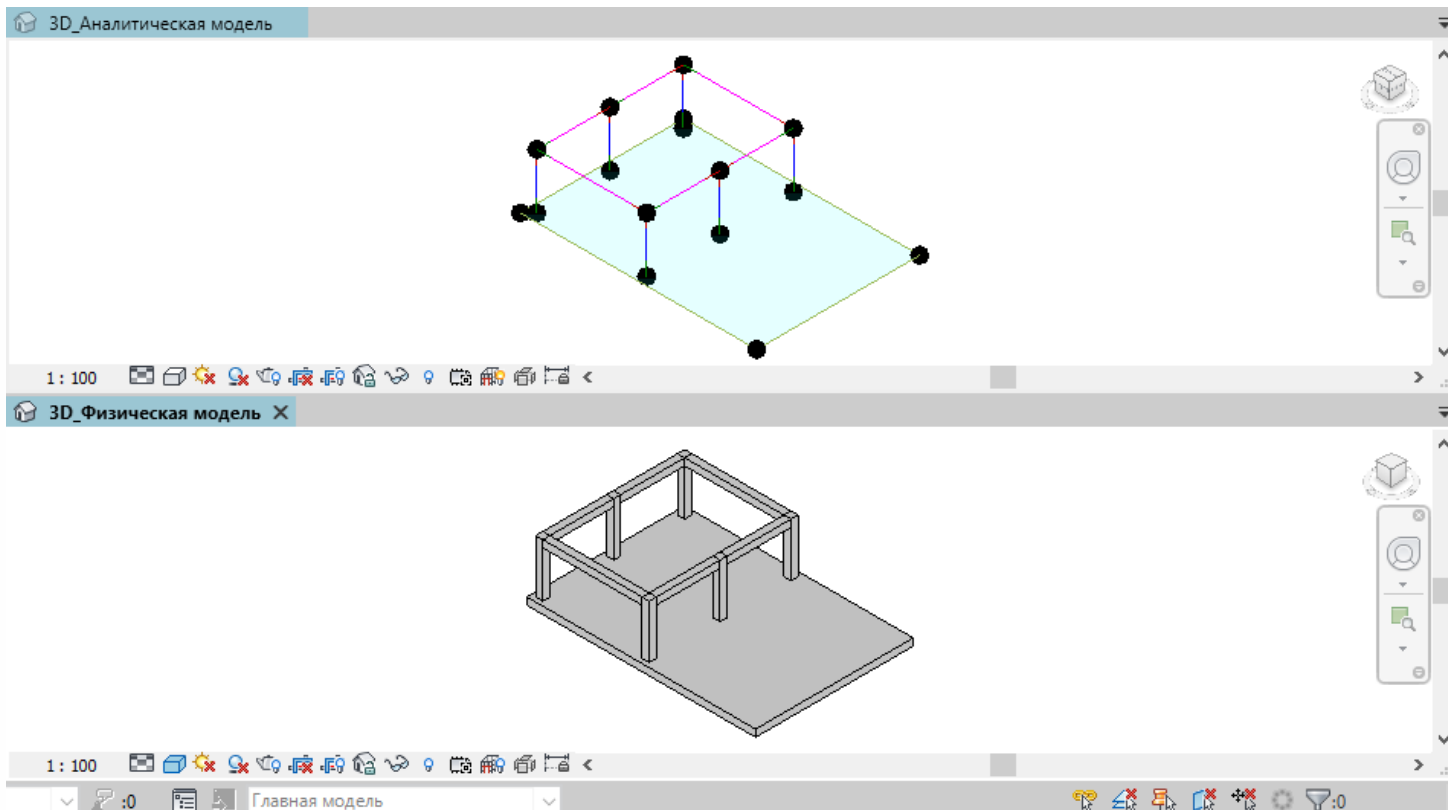 3D_Аналитическая модель
1 : 100
3D_Физическая модель
1 : 100
:0 Главная модель :0